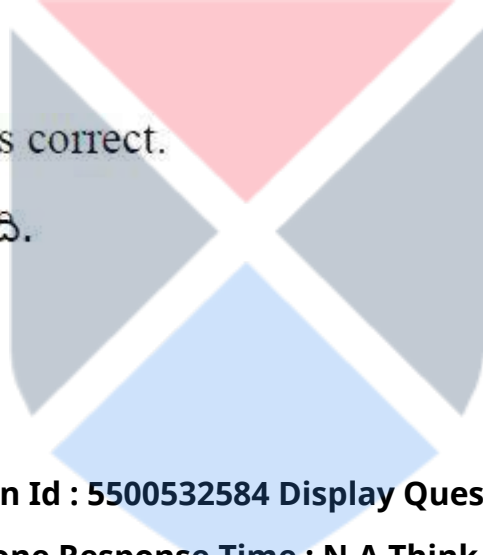 s correct.
ది.
n Id : 5500532584 Display Ques
one Response Time : N.A Think